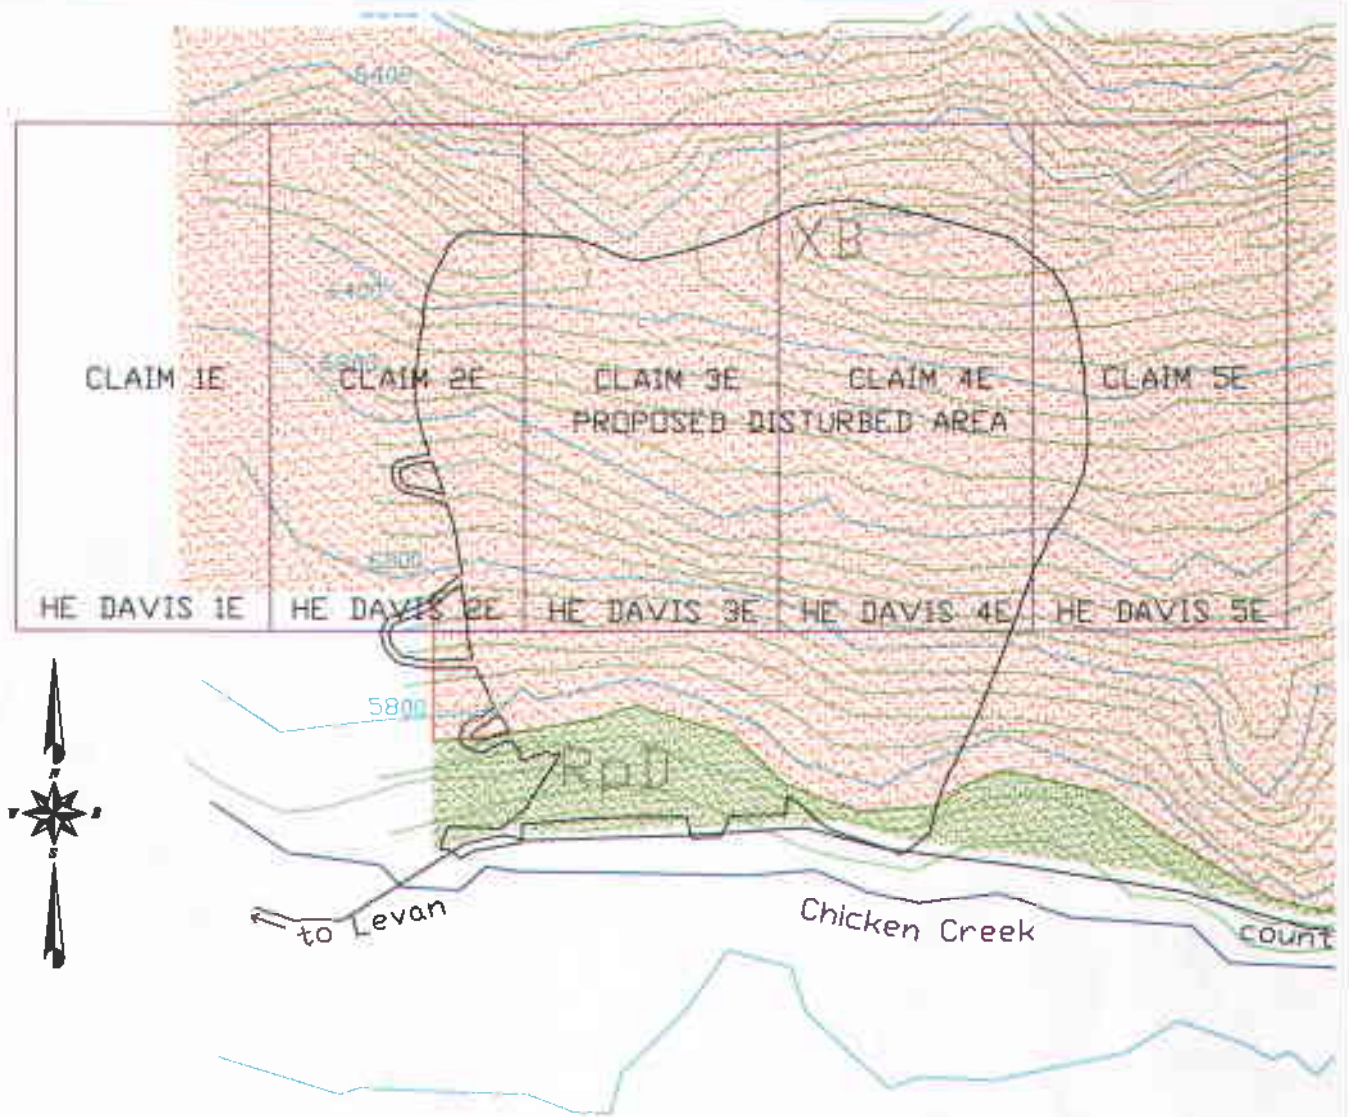 6400
XB
6400
6200
CLAIM 1E
CLAIM 2E
CLAIM 3E
CLAIM 4E
CLAIM 5E
PROPOSED DISTURBED AREA
HE DAVIS 1E
HE DAVIS 2E
HE DAVIS 3E
HE DAVIS 4E
HE DAVIS 5E
5800
RpD
N
E
S
to Levan
Chicken Creek
count